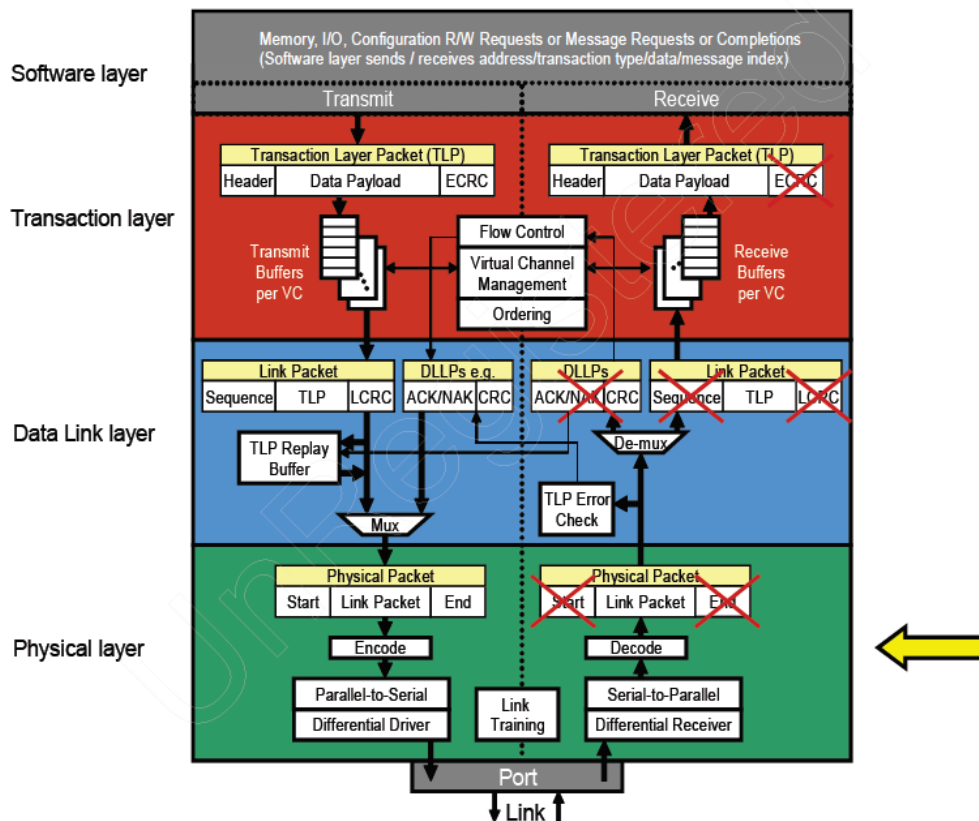 Memory, I/O, Configuration R/W Requests or Message Requests or Completions
(Software layer sends / receives address/transaction type/data/message index)
Software layer
Transmit
Receive
Transaction Layer Packet (TLP)
Header
Data Payload
ECRC
Transaction Layer Packet (TLP)
Header
Data Payload
ECRC
Transaction layer
Transmit
Buffers
per VC
Flow Control
Virtual Channel
Management
Ordering
Receive
Buffers
per VC
Link Packet
Sequence
TLP
LCRC
DLLPs e.g.
ACK/NAK
CRC
DLLPs
ACK/NAK
CRC
Link Packet
Sequence
TLP
LCRC
Data Link layer
TLP Replay
Buffer
De-mux
TLP Error
Check
Mux
Physical Packet
Start
Link Packet
End
Physical Packet
Start
Link Packet
End
Physical layer
Encode
Decode
Parallel-to-Serial
Differential Driver
Link
Training
Serial-to-Parallel
Differential Receiver
Port
Link
UnRegistered